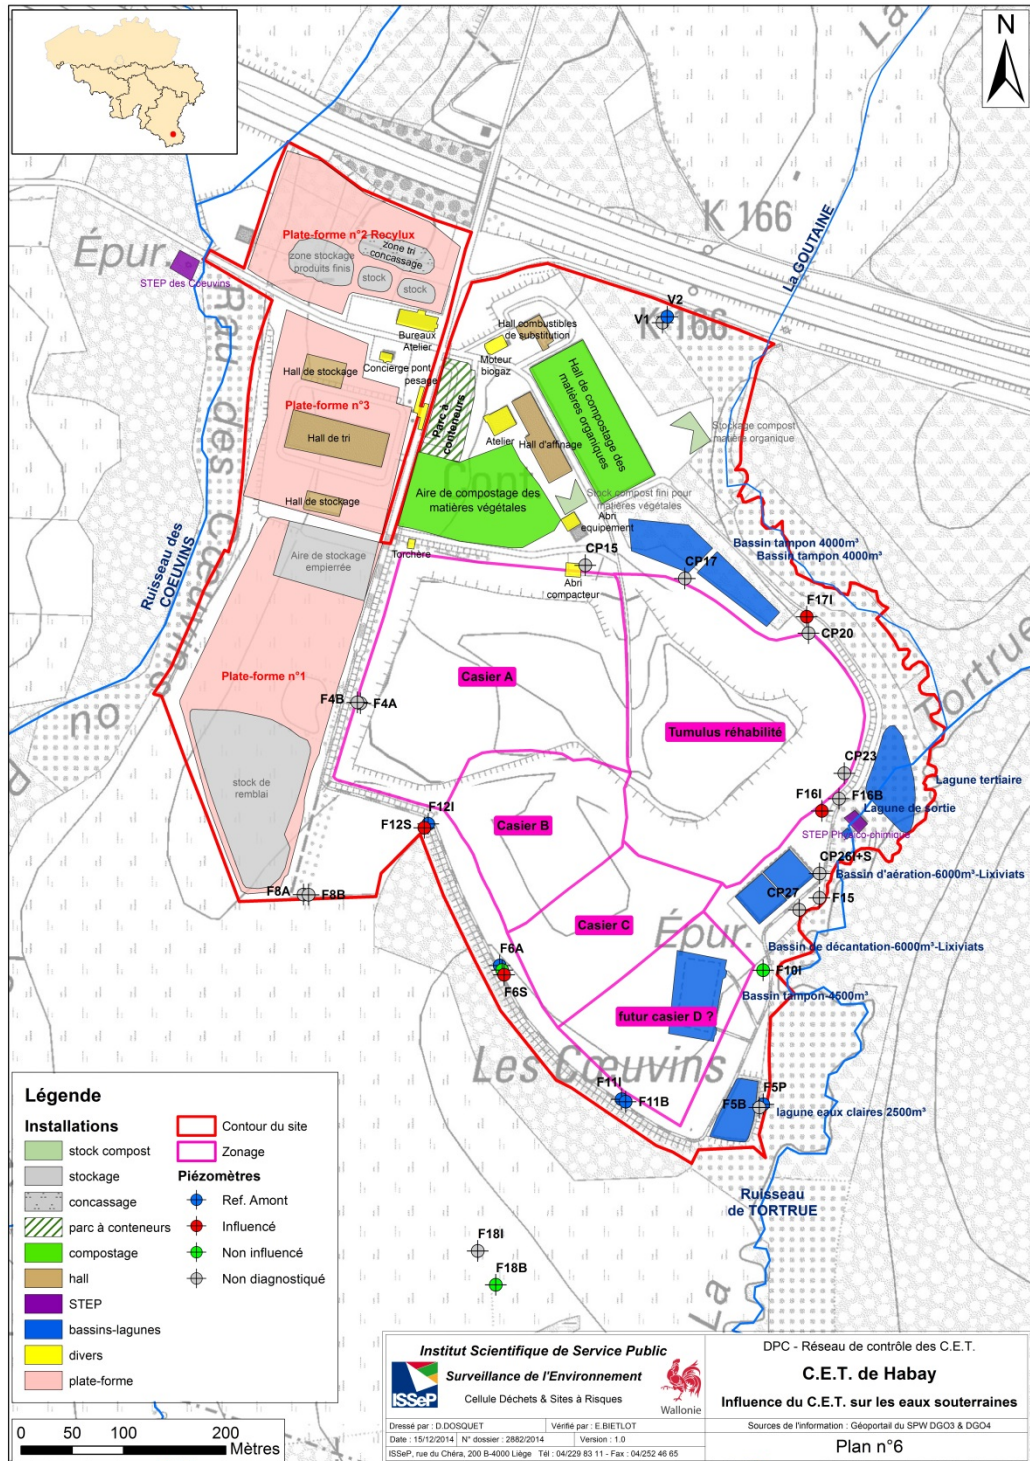 N
K 166
La
La GOUTAINE
Épur.
STEP des Coeuvins
Plate-forme n°2 Recylux
zone tri
concassage
zone stockage
produits finis
stock
stock
V2
V1
K 166
Bureaux
Atelier
Hall combustibles
de substitution
Moteur
biogaz
Concierge pont
pesage
Hall de stockage
Plate-forme n°3
Hall de tri
Hall de stockage
Parc à
conteneurs
Atelier
Hall d'affinage
Hall de compostage des
matières organiques
Stockage compost
matière organique
Aire de compostage des
matières végétales
Stock compost fini pour
matières végétales
Abri
equipement
Rau des Coeuvins
Ruisseau des
COEUVINS
Aire de stockage
empierrée
Torchère
CP15
Abri
compacteur
CP17
Bassin tampon 4000m³
Bassin tampon 4000m³
F17I
CP20
Tortrue
Plate-forme n°1
Casier A
F4B
F4A
no
Tumulus réhabilité
stock de
remblai
CP23
F16B
F16I
Lagune tertiaire
Lagune de sortie
STEP Physico-chimique
F12I
F12S
Casier B
CP26I+S
Bassin d'aération-6000m³-Lixiviats
CP27
F15
F8A
F8B
Casier C
Épur.
Bassin de décantation-6000m³-Lixiviats
F6A
F6S
F10I
Bassin tampon-4500m³
futur casier D ?
Les Cœuvins
F11I
F11B
F5P
F5B
lagune eaux claires 2500m³
Ruisseau
de TORTRUE
La
F18I
F18B
Légende
Installations
stock compost
stockage
concassage
parc à conteneurs
compostage
hall
STEP
bassins-lagunes
divers
plate-forme
Contour du site
Zonage
Piézomètres
Ref. Amont
Influencé
Non influencé
Non diagnostiqué
0 50 100 200
Mètres
Institut Scientifique de Service Public
Surveillance de l'Environnement
Cellule Déchets & Sites à Risques
ISSeP
Wallonie
Dressé par : D.DOSQUET
Vérifié par : E.BIETLOT
Date : 15/12/2014 N° dossier : 2882/2014 Version : 1.0
ISSeP, rue du Chéra, 200 B-4000 Liège Tél : 04/229 83 11 - Fax : 04/252 46 65
DPC - Réseau de contrôle des C.E.T.
C.E.T. de Habay
Influence du C.E.T. sur les eaux souterraines
Sources de l'information : Géoportail du SPW DGO3 & DGO4
Plan n°6